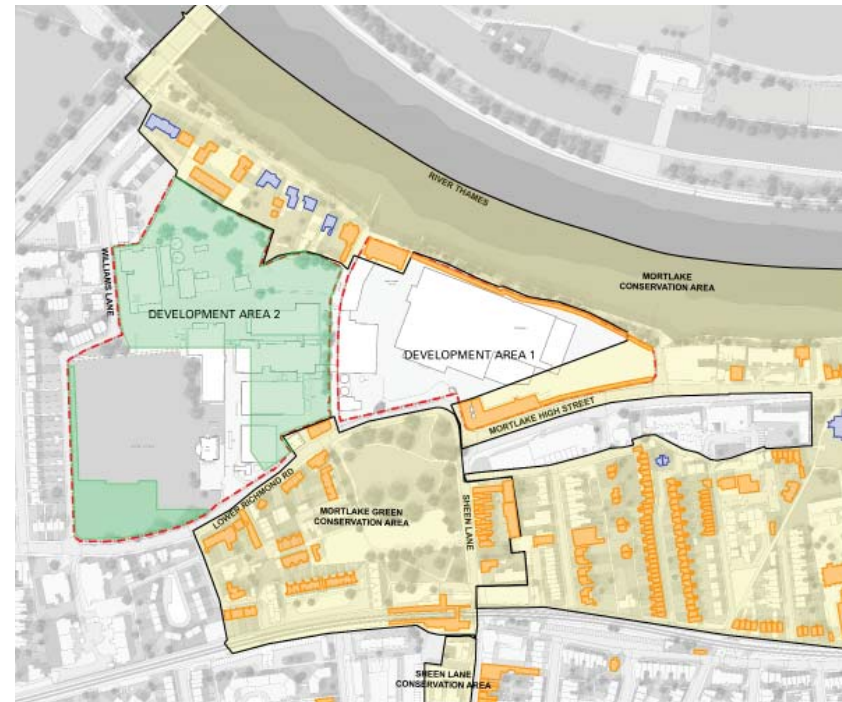 RIVER THAMES
WILLIAMS LANE
MORTLAKE
CONSERVATION AREA
DEVELOPMENT AREA 2
DEVELOPMENT AREA 1
MORTLAKE HIGH STREET
LOWER RICHMOND RD
MORTLAKE GREEN
CONSERVATION AREA
SHEEN LANE
SHEEN LANE
CONSERVATION AREA